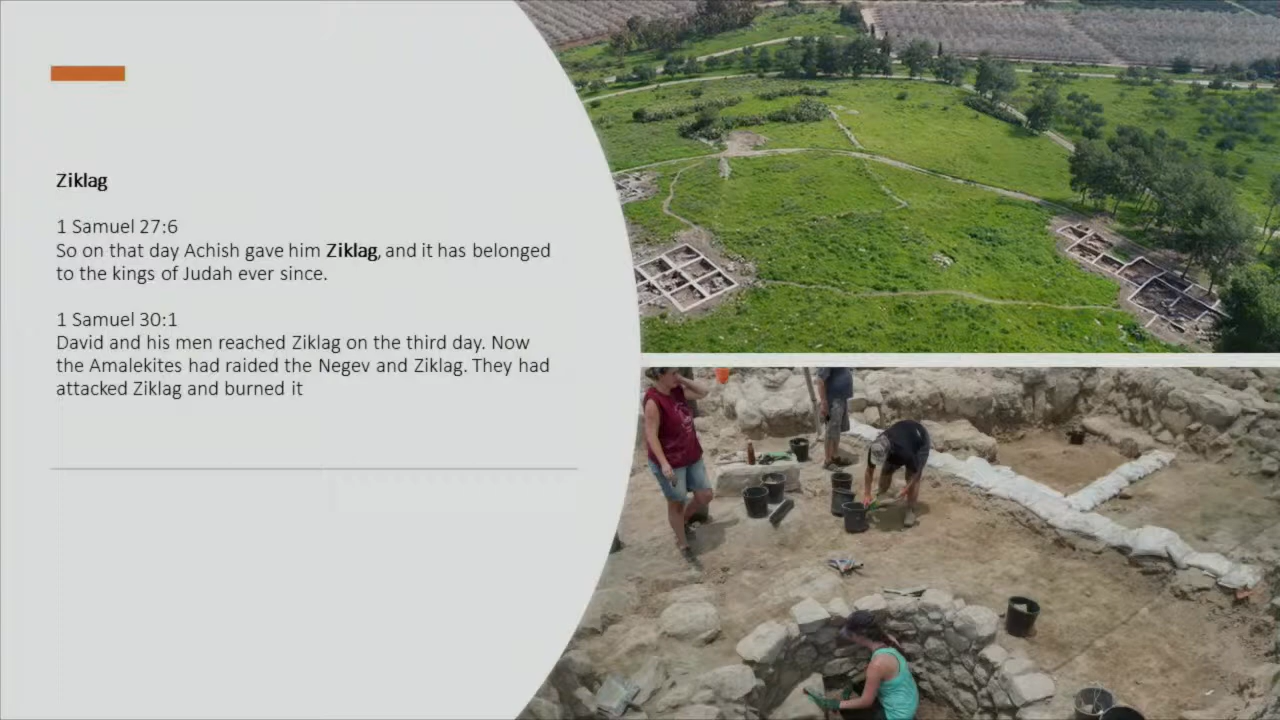 Ziklag
1 Samuel 27:6
So on that day Achish gave him Ziklag, and it has belonged
to the kings of Judah ever since.
1 Samuel 30:1
David and his men reached Ziklag on the third day. Now
the Amalekites had raided the Negev and Ziklag. They had
attacked Ziklag and burned it